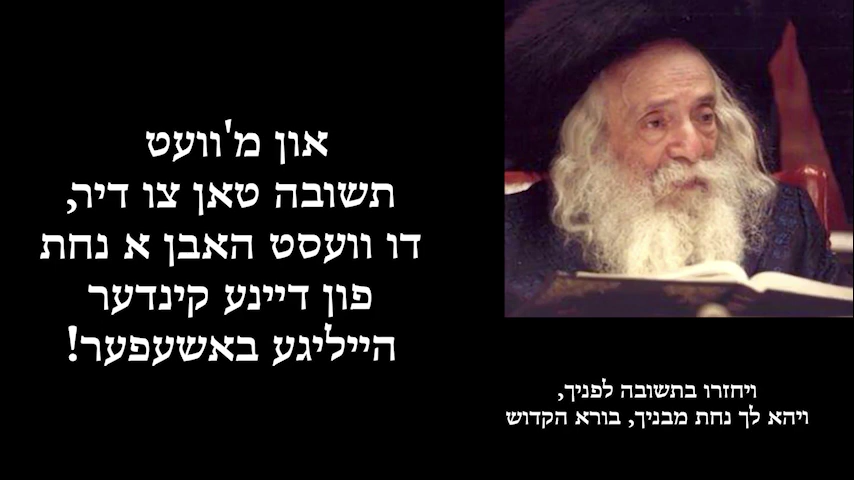 און מ'וועט
תשובה טאן צו דיר,
דו וועסט האבן א נחת
פון דיינע קינדער
הייליגע באשעפער!
ויחזרו בתשובה לפניך,
ויהא לך נחת מבניך, בורא הקדוש